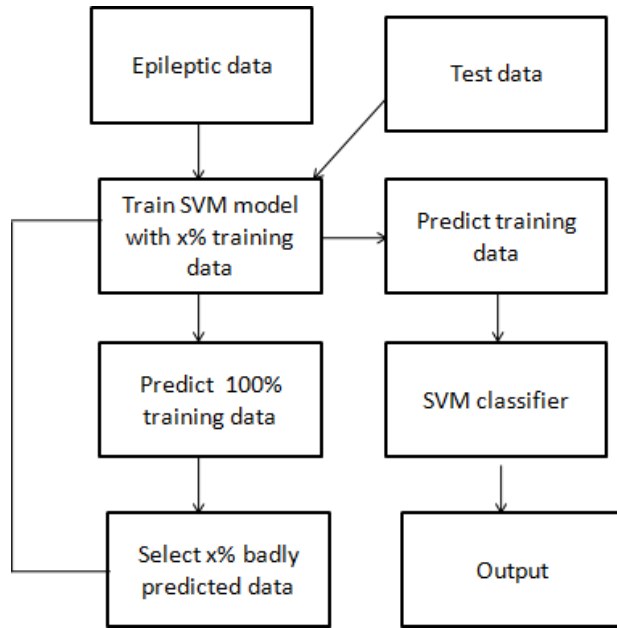 Epileptic data
Test data
Train SVM model
with x% training
data
Predict training
data
Predict 100%
training data
SVM classifier
Select x% badly
predicted data
Output